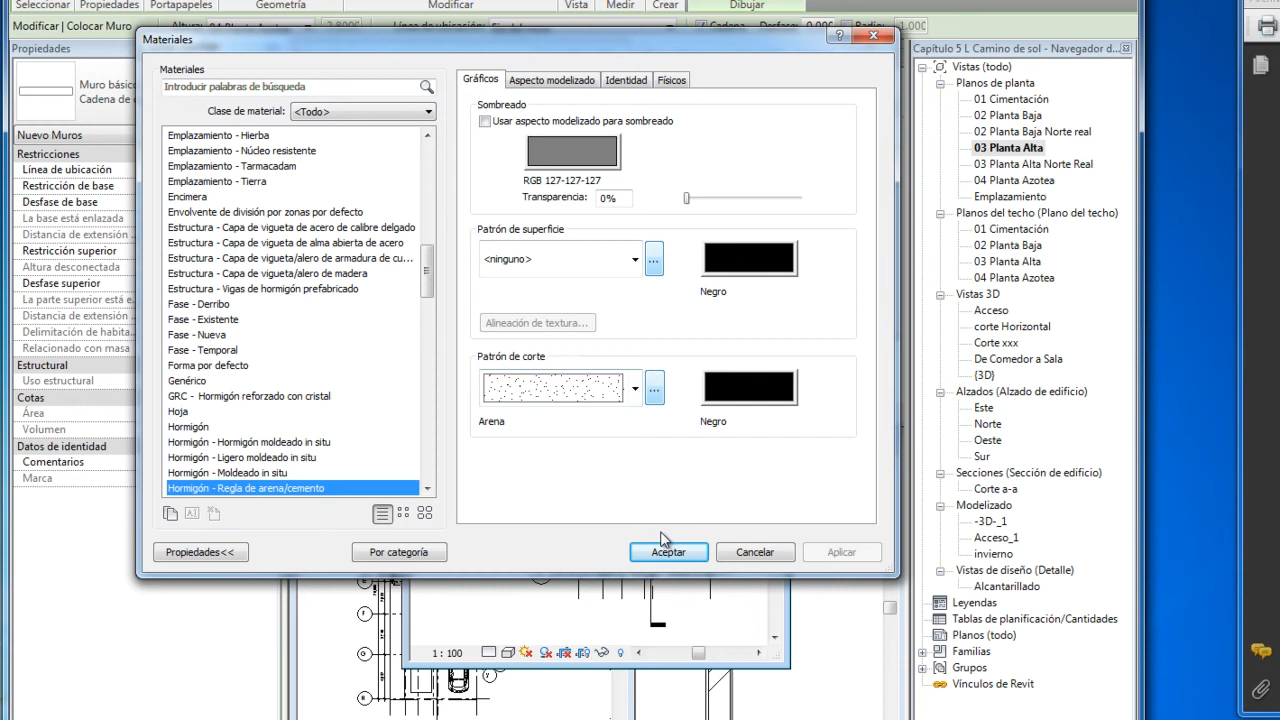 Seleccionar Propiedades Portapapeles Geometría Modificar Vista Medir Crear Dibujar
Modificar | Colocar Muro Altura: Línea de ubicación: Cadena Desfase: 0.000 Radio: 1.000
Propiedades
Muro básico
Cadena de c
Nuevo Muros
Restricciones
Línea de ubicación
Restricción de base
Desfase de base
La base está enlazada
Distancia de extensión
Restricción superior
Altura desconectada
Desfase superior
La parte superior está e..
Distancia de extensión
Delimitación de habita..
Relacionado con masa
Estructural
Uso estructural
Cotas
Área
Volumen
Datos de identidad
Comentarios
Marca
Materiales
Materiales
Introducir palabras de búsqueda
Clase de material: <Todo>
Emplazamiento - Hierba
Emplazamiento - Núcleo resistente
Emplazamiento - Tarmacadam
Emplazamiento - Tierra
Encimera
Envolvente de división por zonas por defecto
Estructura - Capa de vigueta de acero de calibre delgado
Estructura - Capa de vigueta de alma abierta de acero
Estructura - Capa de vigueta/alero de armadura de cu...
Estructura - Capa de vigueta/alero de madera
Estructura - Vigas de hormigón prefabricado
Fase - Derribo
Fase - Existente
Fase - Nueva
Fase - Temporal
Forma por defecto
Genérico
GRC - Hormigón reforzado con cristal
Hoja
Hormigón
Hormigón - Hormigón moldeado in situ
Hormigón - Ligero moldeado in situ
Hormigón - Moldeado in situ
Hormigón - Regla de arena/cemento
Propiedades<<
Por categoría
Gráficos Aspecto modelizado Identidad Físicos
Sombreado
Usar aspecto modelizado para sombreado
RGB 127-127-127
Transparencia: 0%
Patrón de superficie
<ninguno> ...
Negro
Alineación de textura...
Patrón de corte
...
Arena Negro
Aceptar Cancelar Aplicar
1 : 100
Capítulo 5 L Camino de sol - Navegador d...
Vistas (todo)
Planos de planta
01 Cimentación
02 Planta Baja
02 Planta Baja Norte real
03 Planta Alta
03 Planta Alta Norte Real
04 Planta Azotea
Emplazamiento
Planos del techo (Plano del techo)
01 Cimentación
02 Planta Baja
03 Planta Alta
04 Planta Azotea
Vistas 3D
Acceso
corte Horizontal
Corte xxx
De Comedor a Sala
{3D}
Alzados (Alzado de edificio)
Este
Norte
Oeste
Sur
Secciones (Sección de edificio)
Corte a-a
Modelizado
-3D-_1
Acceso_1
invierno
Vistas de diseño (Detalle)
Alcantarillado
Leyendas
Tablas de planificación/Cantidades
Planos (todo)
Familias
Grupos
Vínculos de Revit